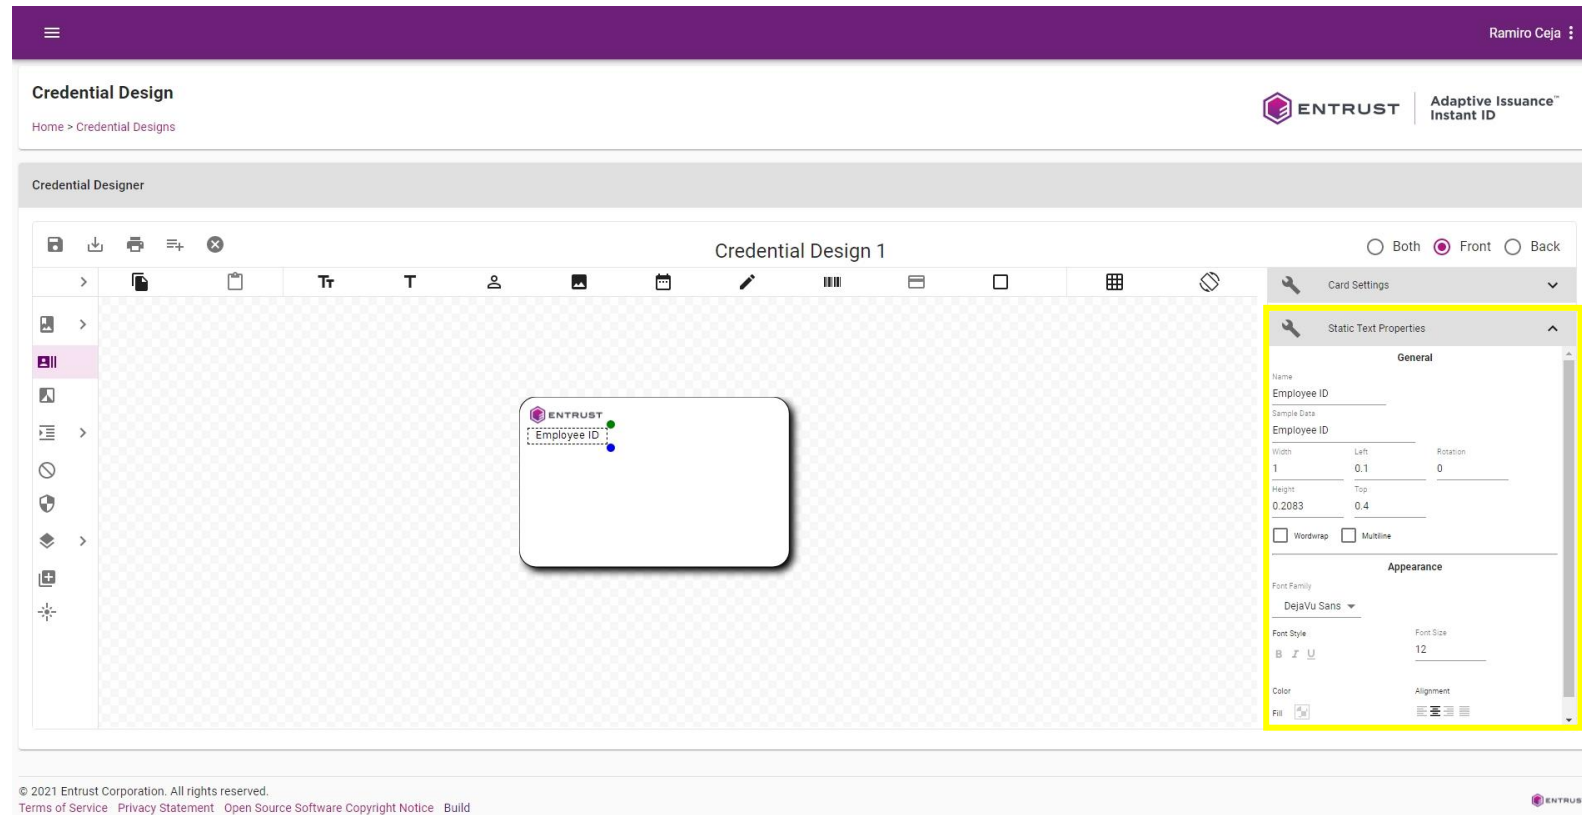 Ramiro Ceja
Credential Design
Home > Credential Designs
ENTRUST
Adaptive Issuance™
Instant ID
Credential Designer
Credential Design 1
Both Front Back
Tт T
Card Settings
Static Text Properties
General
Name
Employee ID
Sample Data
Employee ID
Width Left Rotation
1 0.1 0
Height Top
0.2083 0.4
Wordwrap Multiline
Appearance
Font Family
DejaVu Sans
Font Style Font Size
B I U 12
Color Alignment
Fill
ENTRUST
Employee ID
© 2021 Entrust Corporation. All rights reserved.
Terms of Service Privacy Statement Open Source Software Copyright Notice Build
ENTRUS